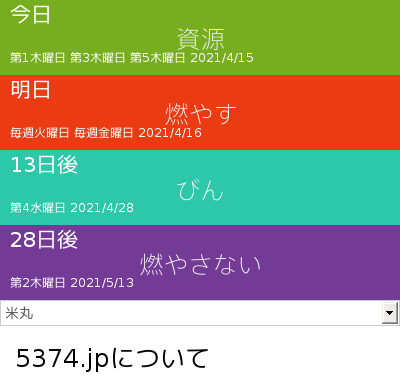 今日
資源
第1木曜日 第3木曜日 第5木曜日 2021/4/15
明日
燃やす
毎週火曜日 毎週金曜日 2021/4/16
13日後
びん
第4水曜日 2021/4/28
28日後
燃やさない
第2木曜日 2021/5/13
米丸
5374.jpについて